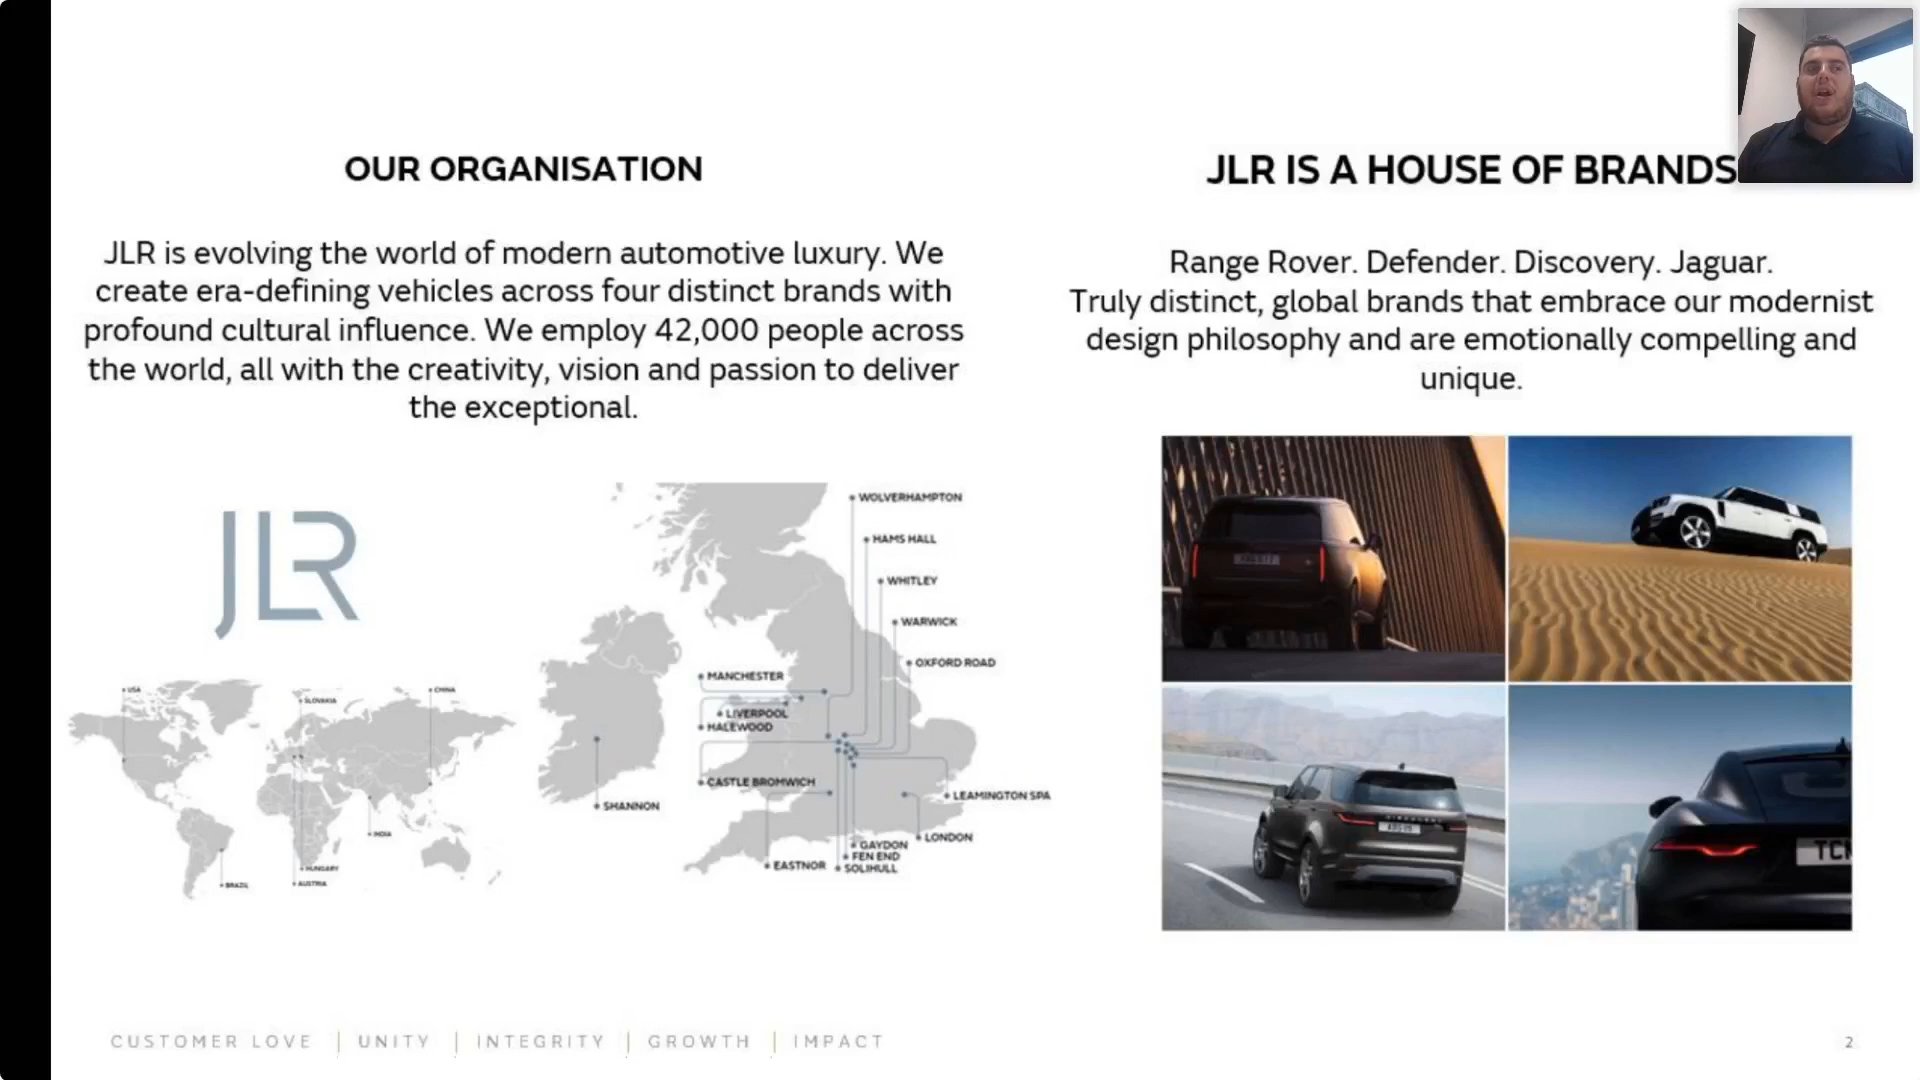 OUR ORGANISATION
JLR is evolving the world of modern automotive luxury. We
create era-defining vehicles across four distinct brands with
profound cultural influence. We employ 42,000 people across
the world, all with the creativity, vision and passion to deliver
the exceptional.
JLR
USA
SLOVAKIA
CHINA
INDIA
HUNGARY
AUSTRIA
BRAZIL
WOLVERHAMPTON
HAMS HALL
WHITLEY
WARWICK
OXFORD ROAD
MANCHESTER
LIVERPOOL
HALEWOOD
CASTLE BROMWICH
SHANNON
LEAMINGTON SPA
LONDON
GAYDON
FEN END
SOLIHULL
EASTNOR
JLR IS A HOUSE OF BRANDS
Range Rover. Defender. Discovery. Jaguar.
Truly distinct, global brands that embrace our modernist
design philosophy and are emotionally compelling and
unique.
DISCOVERY
CUSTOMER LOVE | UNITY | INTEGRITY | GROWTH | IMPACT
2